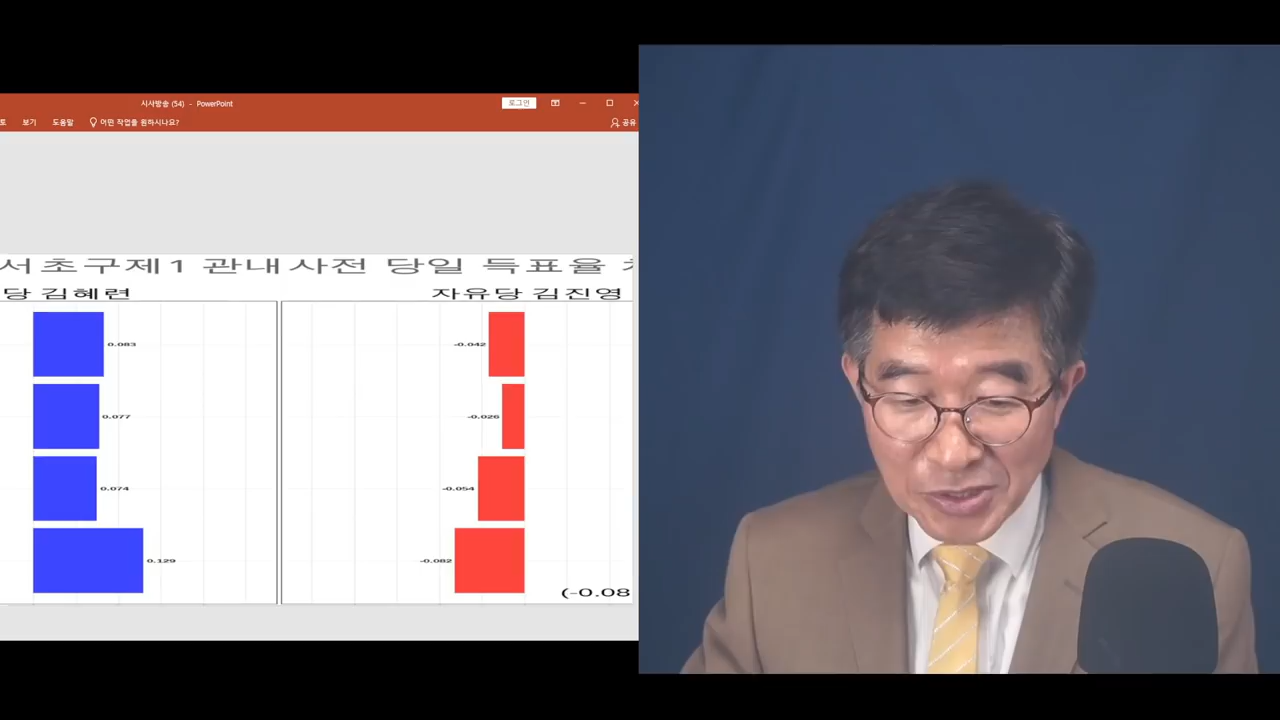 시사방송 (54) - PowerPoint
로그인
보기 도움말 어떤 작업을 원하시나요?
공유
서초구제1 관내사전 당일 득표율
당 김혜련
자유당 김진영
0.083
0.077
0.074
0.129
-0.042
-0.026
-0.054
-0.082
(-0.08